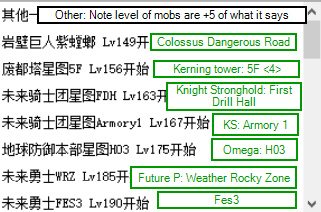 其他一 Other: Note level of mobs are +5 of what it says
岩壁巨人紫螳螂 Lv149开 Colossus Dangerous Road
废都塔星图5F Lv156开始 Kerning tower: 5F <4>
未来骑士团星图FDH Lv163开 Knight Stronghold: First
Drill Hall
未来骑士团星图Armory1 Lv167开始 KS: Armory 1
地球防御本部星图H03 Lv175开始 Omega: H03
未来勇士WRZ Lv185开 Future P: Weather Rocky Zone
未来勇士FES3 Lv190开始 Fes3